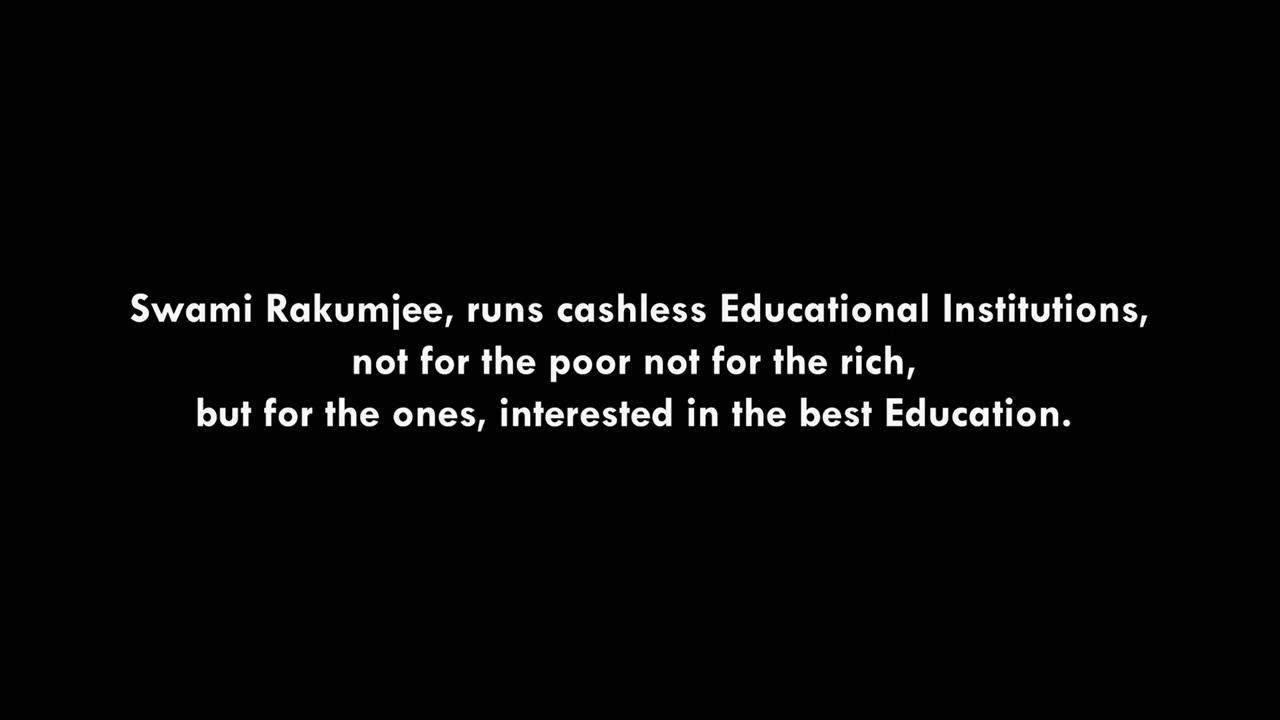 Swami Rakumjee, runs cashless Educational Institutions,
not for the poor not for the rich,
but for the ones, interested in the best Education.